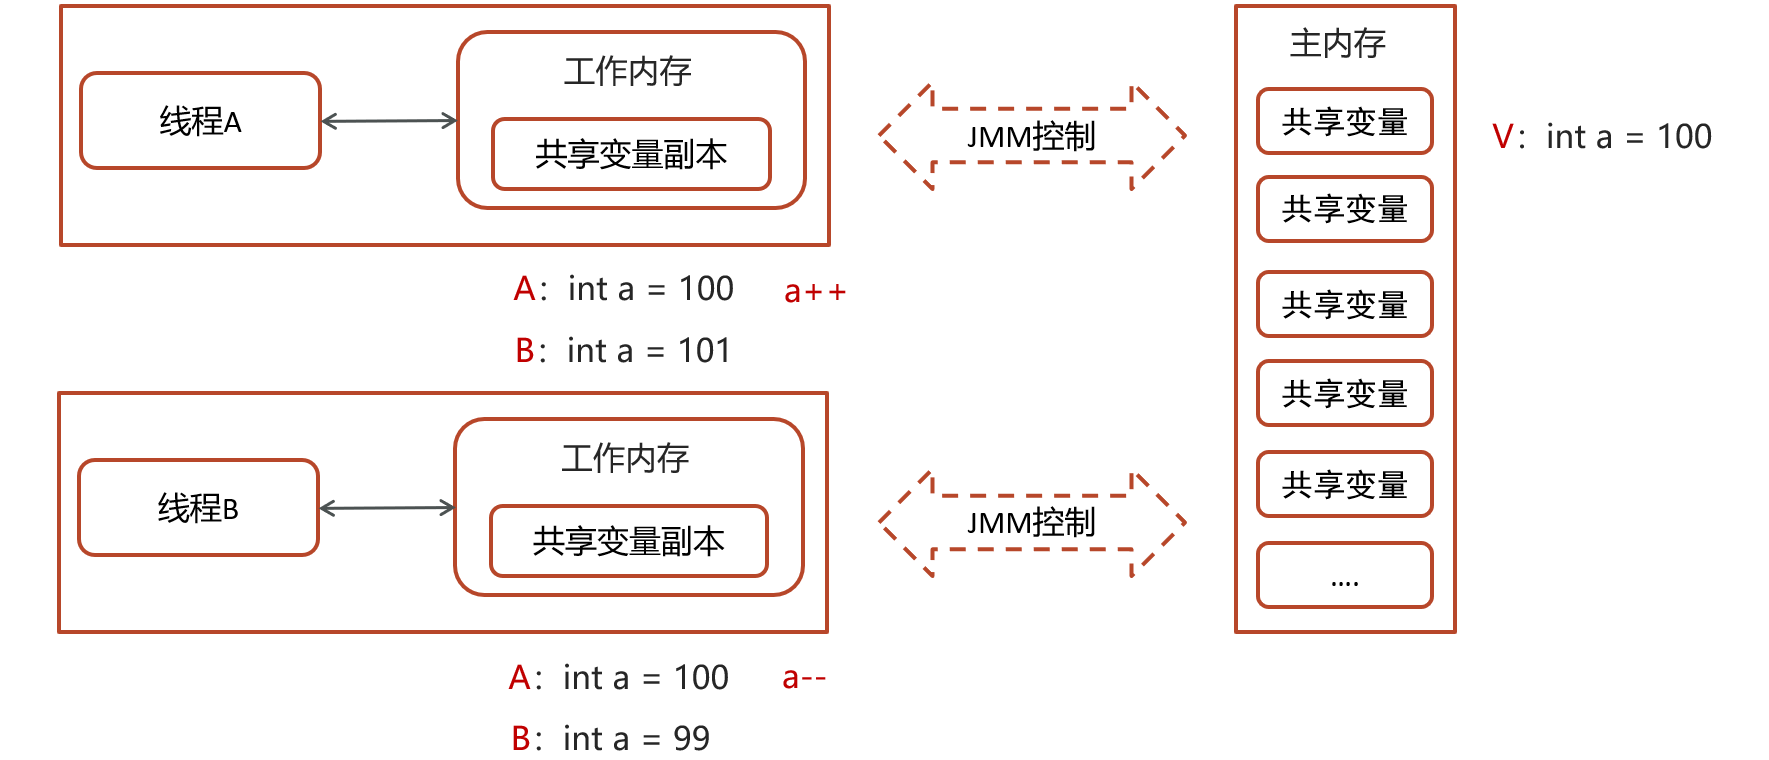 线程A
工作内存
共享变量副本
A： int a = 100 a++
B： int a = 101
线程B
工作内存
共享变量副本
A： int a = 100 a--
B： int a = 99
JMM控制
JMM控制
主内存
共享变量
共享变量
共享变量
共享变量
共享变量
....
V： int a = 100